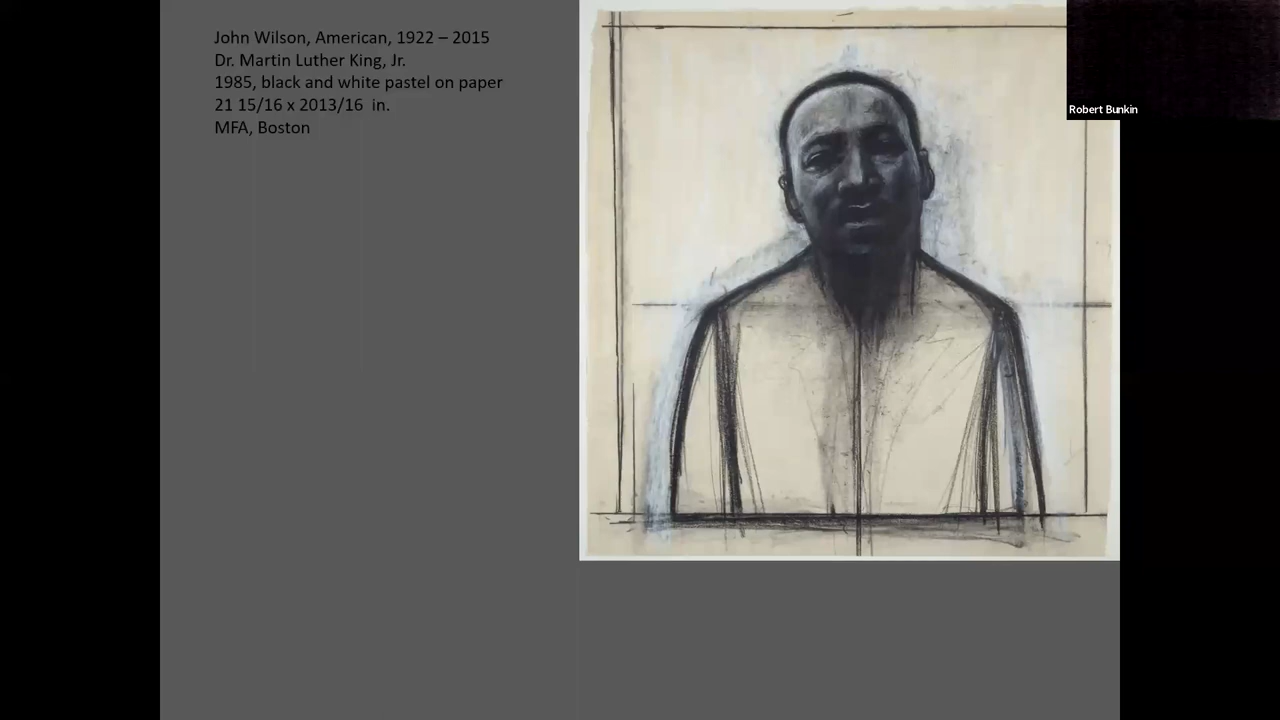 John Wilson, American, 1922 – 2015
Dr. Martin Luther King, Jr.
1985, black and white pastel on paper
21 15/16 x 2013/16  in.
MFA, Boston
Robert Bunkin